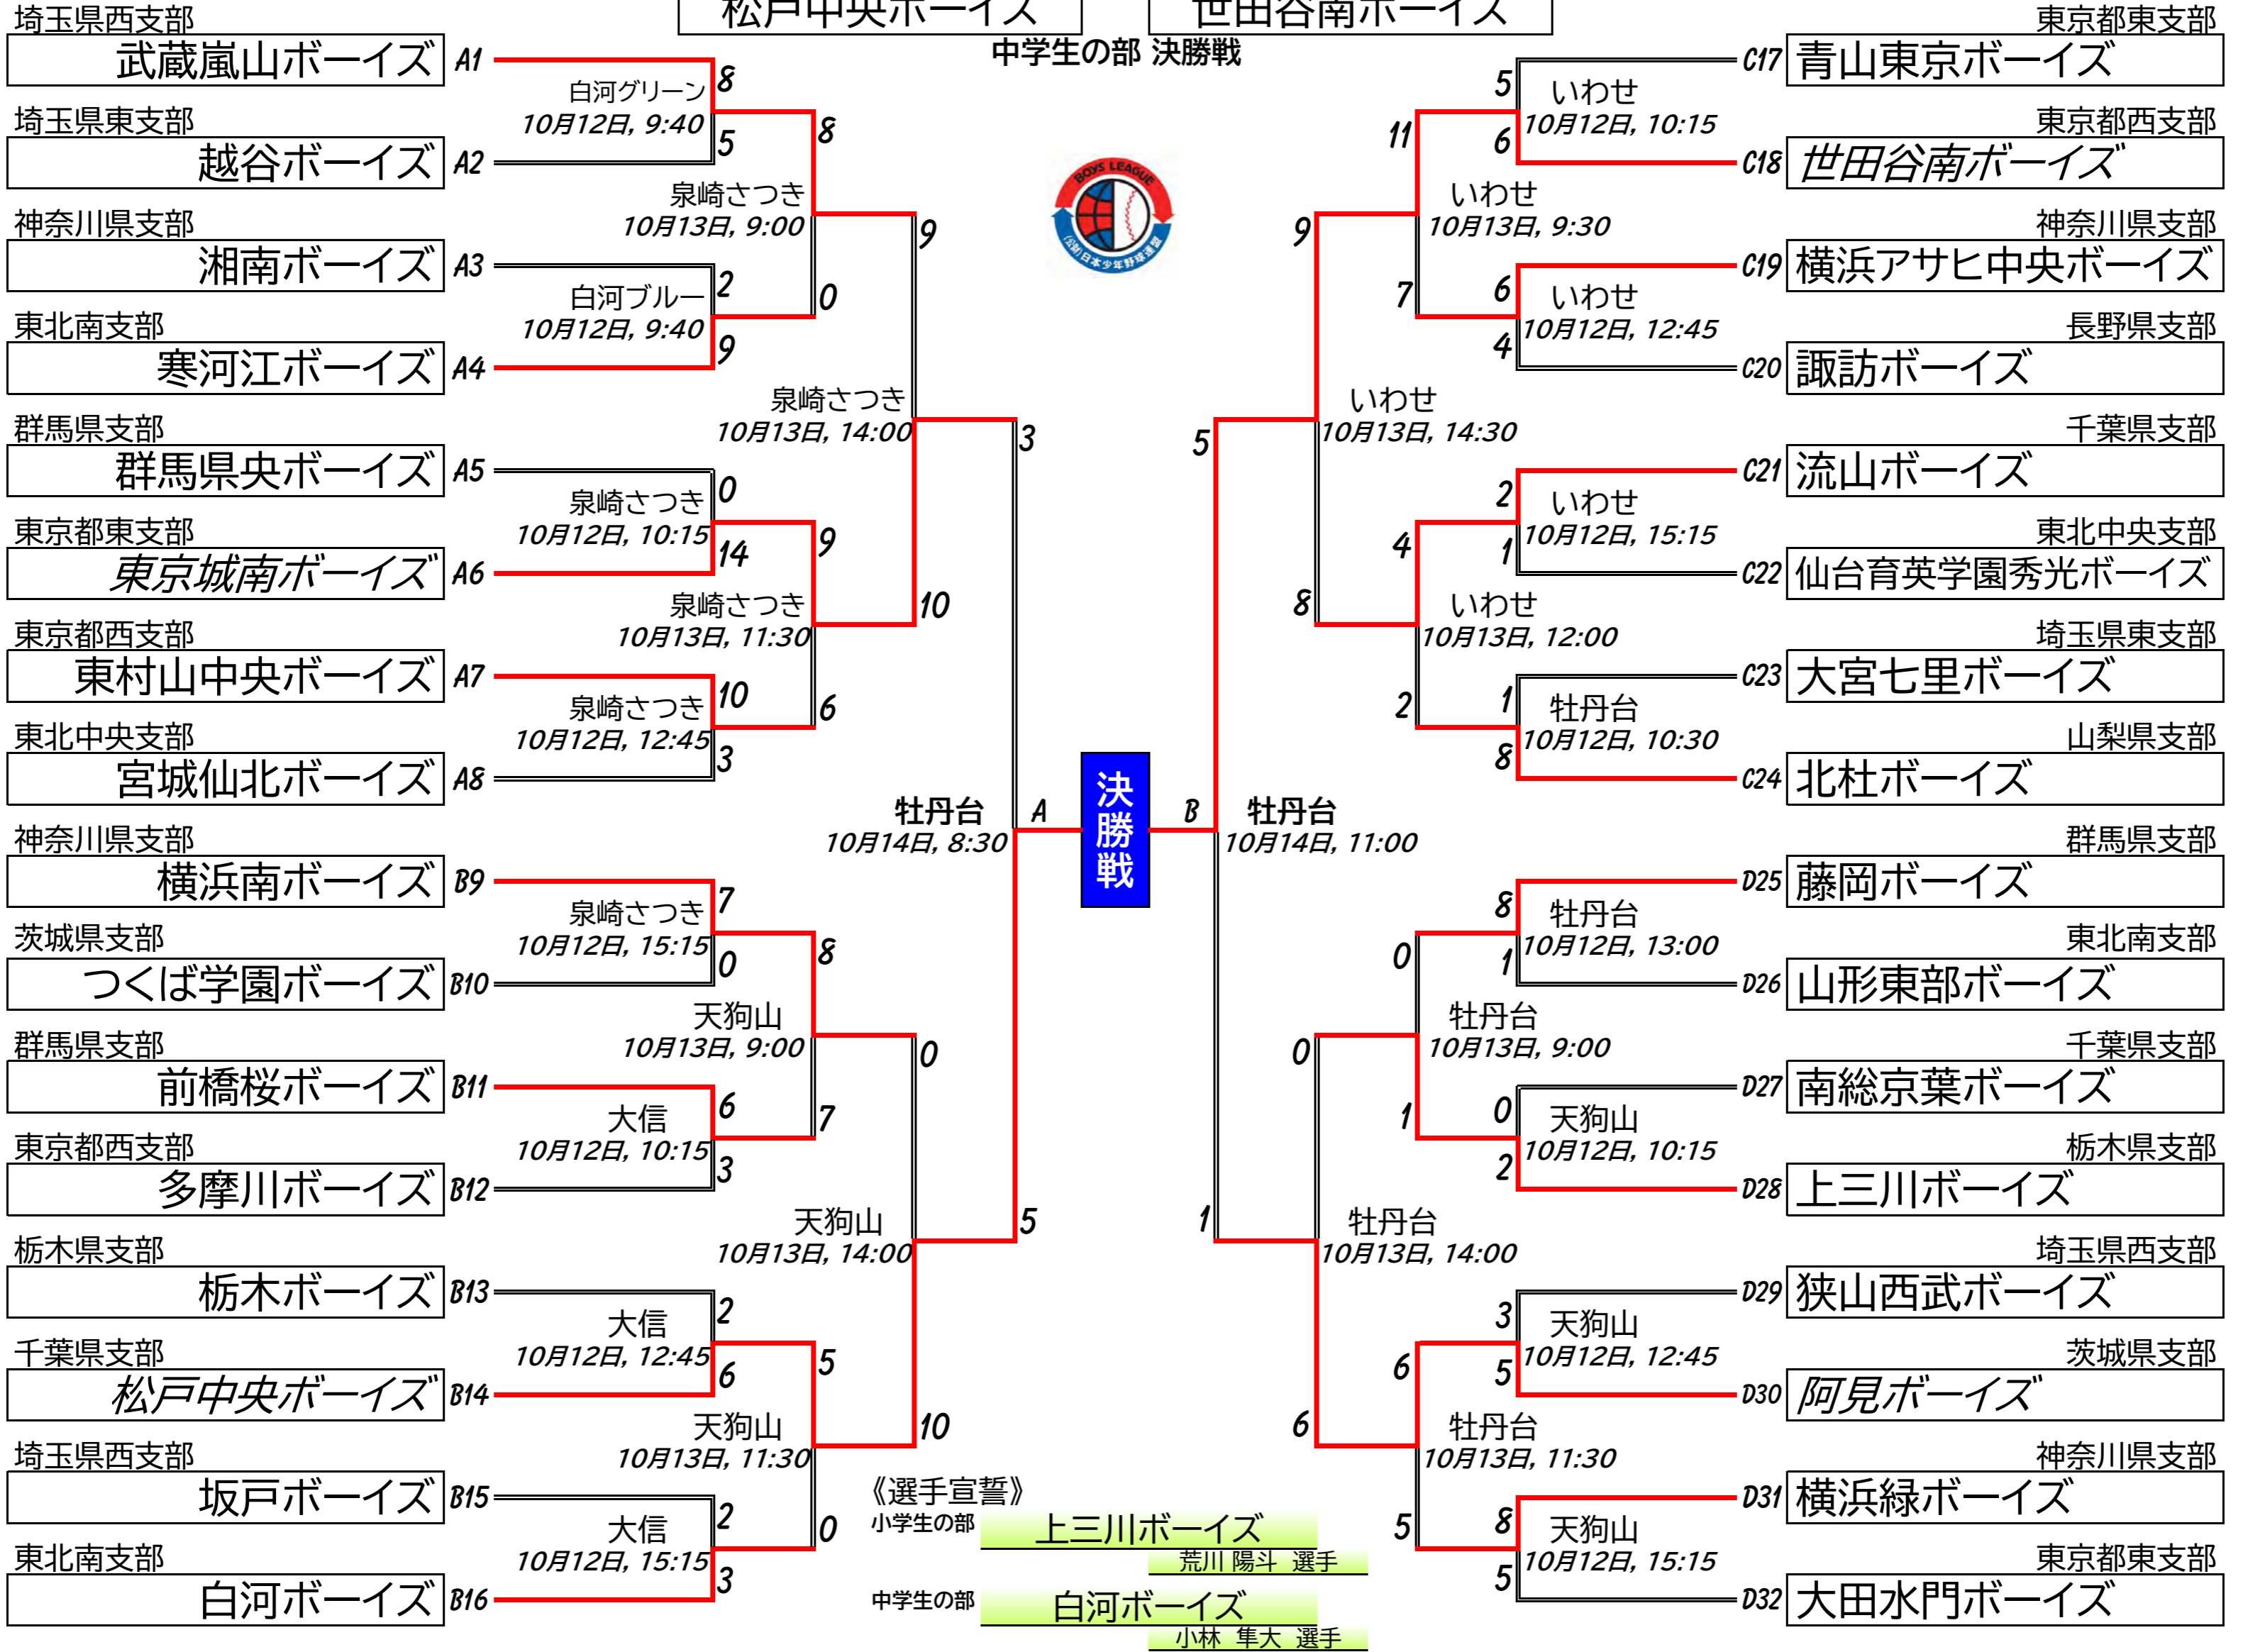 松戸中央ボーイズ
世田谷南ボーイズ
中学生の部 決勝戦
BOYS LEAGUE
(公財)日本少年野球連盟
埼玉県西支部
武蔵嵐山ボーイズ A1
8
白河グリーン
10月12日, 9:40
埼玉県東支部
越谷ボーイズ A2
5
8
泉崎さつき
10月13日, 9:00
神奈川県支部
湘南ボーイズ A3
2
白河ブルー
10月12日, 9:40
東北南支部
寒河江ボーイズ A4
9
0
9
泉崎さつき
10月13日, 14:00
群馬県支部
群馬県央ボーイズ A5
0
泉崎さつき
10月12日, 10:15
東京都東支部
東京城南ボーイズ A6
14
9
泉崎さつき
10月13日, 11:30
10
東京都西支部
東村山中央ボーイズ A7
10
泉崎さつき
10月12日, 12:45
東北中央支部
宮城仙北ボーイズ A8
3
6
3
牡丹台
10月14日, 8:30
A
神奈川県支部
横浜南ボーイズ B9
7
泉崎さつき
10月12日, 15:15
茨城県支部
つくば学園ボーイズ B10
0
8
天狗山
10月13日, 9:00
群馬県支部
前橋桜ボーイズ B11
6
大信
10月12日, 10:15
東京都西支部
多摩川ボーイズ B12
3
7
0
天狗山
10月13日, 14:00
5
栃木県支部
栃木ボーイズ B13
2
大信
10月12日, 12:45
千葉県支部
松戸中央ボーイズ B14
6
5
天狗山
10月13日, 11:30
10
埼玉県西支部
坂戸ボーイズ B15
2
大信
10月12日, 15:15
東北南支部
白河ボーイズ B16
3
0
決勝戦
東京都東支部
C17 青山東京ボーイズ
5
いわせ
10月12日, 10:15
東京都西支部
C18 世田谷南ボーイズ
6
11
いわせ
10月13日, 9:30
神奈川県支部
C19 横浜アサヒ中央ボーイズ
6
いわせ
10月12日, 12:45
長野県支部
C20 諏訪ボーイズ
4
7
9
いわせ
10月13日, 14:30
5
千葉県支部
C21 流山ボーイズ
2
いわせ
10月12日, 15:15
東北中央支部
C22 仙台育英学園秀光ボーイズ
1
4
いわせ
10月13日, 12:00
8
埼玉県東支部
C23 大宮七里ボーイズ
1
牡丹台
10月12日, 10:30
山梨県支部
C24 北杜ボーイズ
8
2
B
牡丹台
10月14日, 11:00
群馬県支部
D25 藤岡ボーイズ
8
牡丹台
10月12日, 13:00
東北南支部
D26 山形東部ボーイズ
1
0
牡丹台
10月13日, 9:00
千葉県支部
D27 南総京葉ボーイズ
0
天狗山
10月12日, 10:15
栃木県支部
D28 上三川ボーイズ
2
1
0
牡丹台
10月13日, 14:00
1
埼玉県西支部
D29 狭山西武ボーイズ
3
天狗山
10月12日, 12:45
茨城県支部
D30 阿見ボーイズ
5
6
牡丹台
10月13日, 11:30
6
神奈川県支部
D31 横浜緑ボーイズ
8
天狗山
10月12日, 15:15
東京都東支部
D32 大田水門ボーイズ
5
5
《選手宣誓》
小学生の部 上三川ボーイズ
荒川 陽斗 選手
中学生の部 白河ボーイズ
小林 隼大 選手